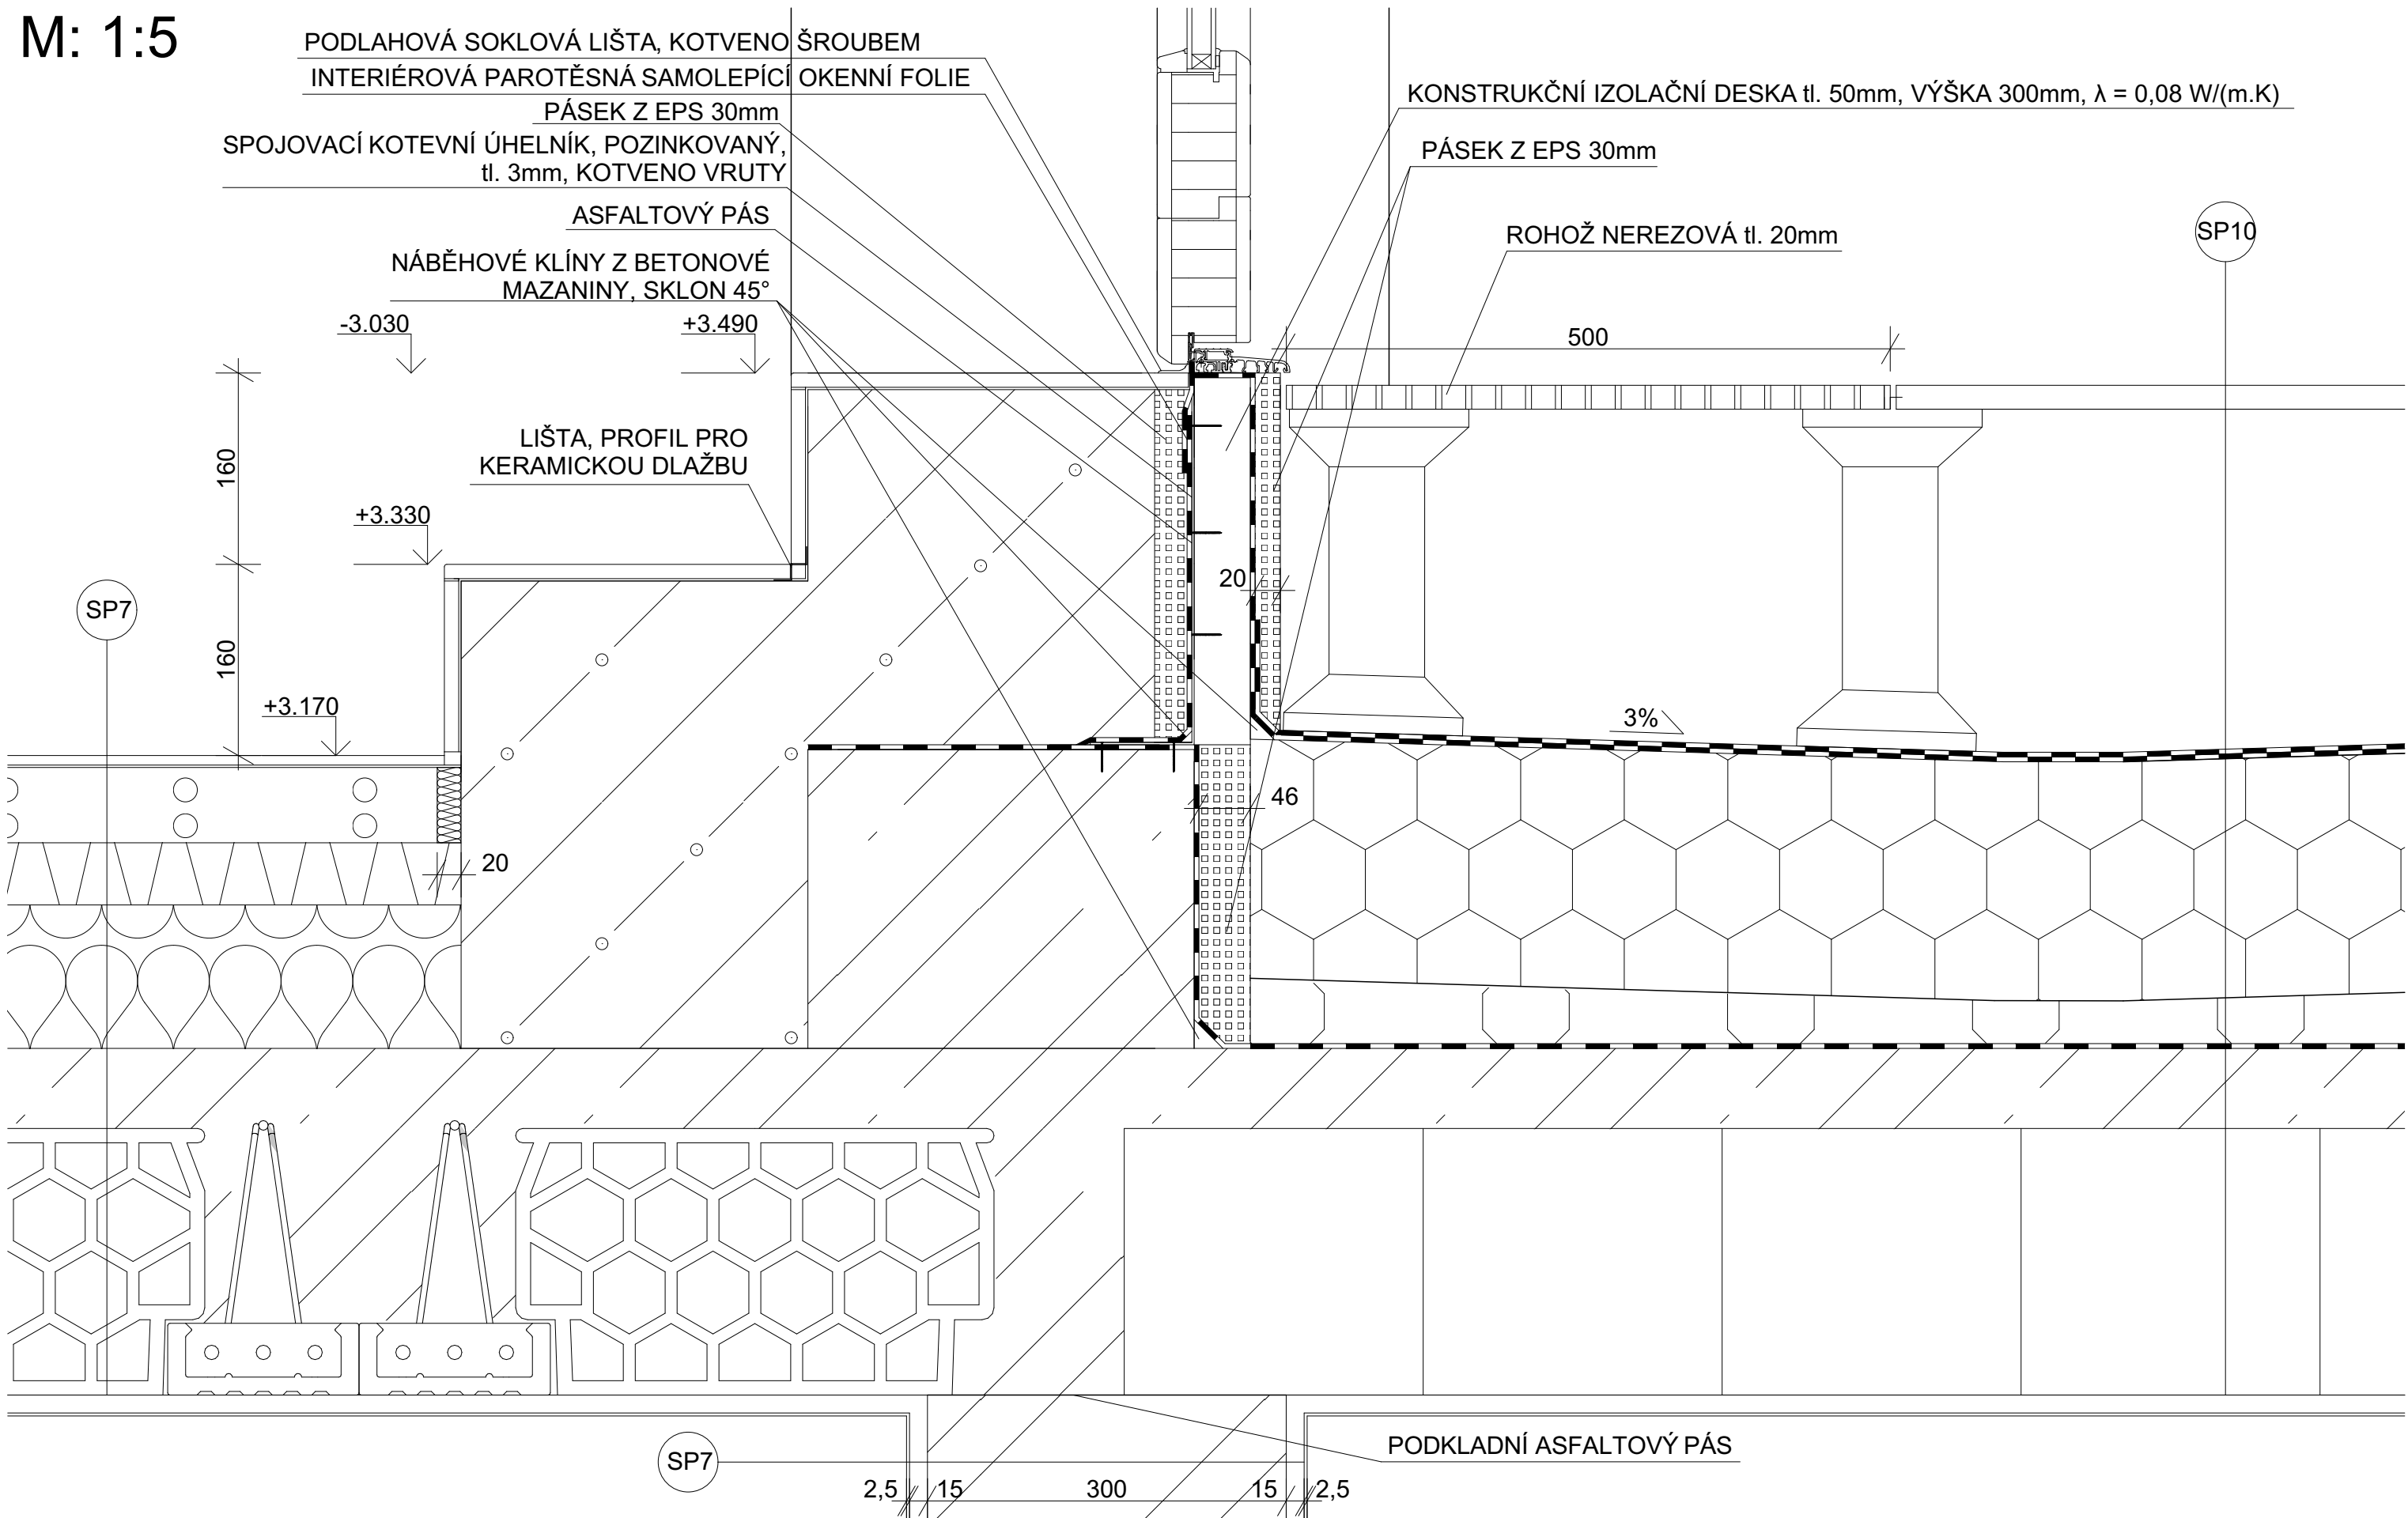 M: 1:5
PODLAHOVÁ SOKLOVÁ LIŠTA, KOTVENO ŠROUBEM
INTERIÉROVÁ PAROTĚSNÁ SAMOLEPÍCÍ OKENNÍ FOLIE
PÁSEK Z EPS 30mm
SPOJOVACÍ KOTEVNÍ ÚHELNÍK, POZINKOVANÝ,
tl. 3mm, KOTVENO VRUTY
ASFALTOVÝ PÁS
NÁBĚHOVÉ KLÍNY Z BETONOVÉ
MAZANINY, SKLON 45°
-3.030
+3.490
LIŠTA, PROFIL PRO
KERAMICKOU DLAŽBU
160
+3.330
160
+3.170
SP7
20
KONSTRUKČNÍ IZOLAČNÍ DESKA tl. 50mm, VÝŠKA 300mm, λ = 0,08 W/(m.K)
PÁSEK Z EPS 30mm
ROHOŽ NEREZOVÁ tl. 20mm
SP10
500
20
3%
46
PODKLADNÍ ASFALTOVÝ PÁS
SP7
2,5
15
300
15
2,5